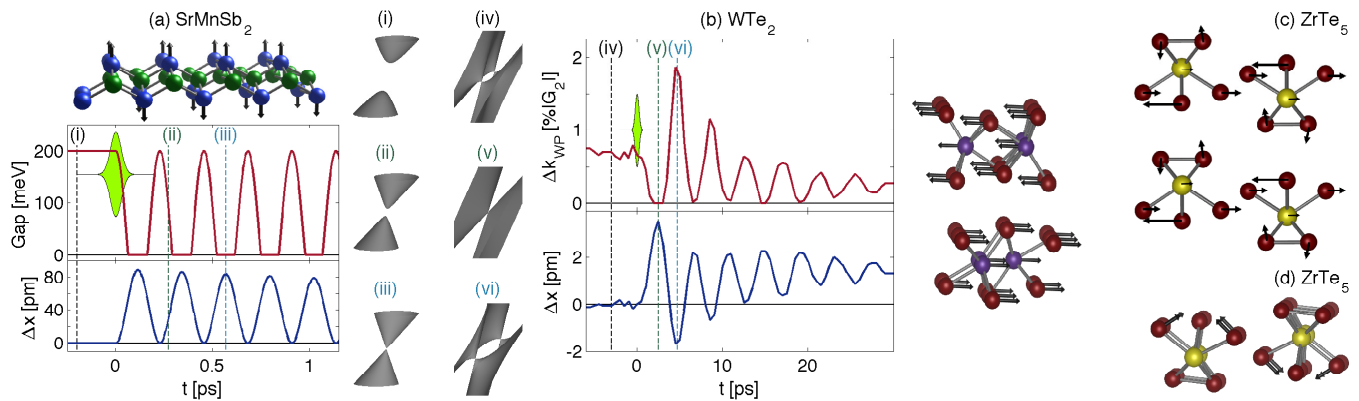 (a) SrMnSb2
(i)
(iv)
(b) WTe2
(c) ZrTe5
(i)
(ii)
(iii)
200
100
0
Gap [meV]
80
40
0
Δx [pm]
0
0.5
1
t [ps]
(ii)
(v)
(iii)
(vi)
(iv)
(v)
(vi)
2
1
0
Δk_WP [%|G2|]
2
0
-2
Δx [pm]
0
10
20
t [ps]
(d) ZrTe5